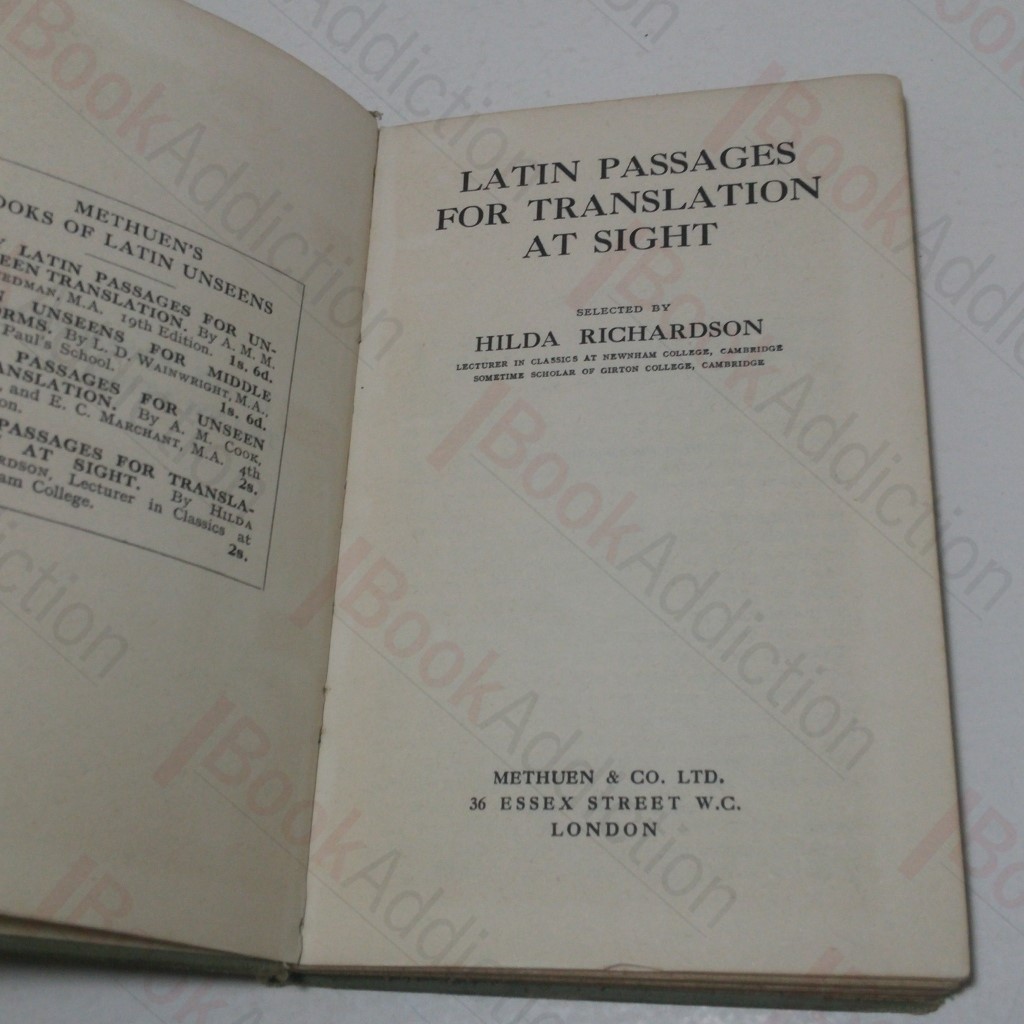 METHUEN'S
OOKS OF LATIN UNSEENS
LATIN PASSAGES FOR UN-
EEN TRANSLATION. By A. M. M.
EDMAN, M.A. 19th Edition. 1s. 6d.
UNSEENS FOR MIDDLE
ORMS. By L. D. WAINWRIGHT, M.A.,
Paul's School. 1s. 6d.
PASSAGES FOR UNSEEN
ANSLATION. By A. M. COOK,
and E. C. MARCHANT, M.A. 4th
on. 2s.
PASSAGES FOR TRANSLA-
AT SIGHT. By HILDA
RDSON, Lecturer in Classics at
am College. 2s.
LATIN PASSAGES
FOR TRANSLATION
AT SIGHT
SELECTED BY
HILDA RICHARDSON
LECTURER IN CLASSICS AT NEWNHAM COLLEGE, CAMBRIDGE
SOMETIME SCHOLAR OF GIRTON COLLEGE, CAMBRIDGE
METHUEN & CO. LTD.
36 ESSEX STREET W.C.
LONDON
BookAddiction